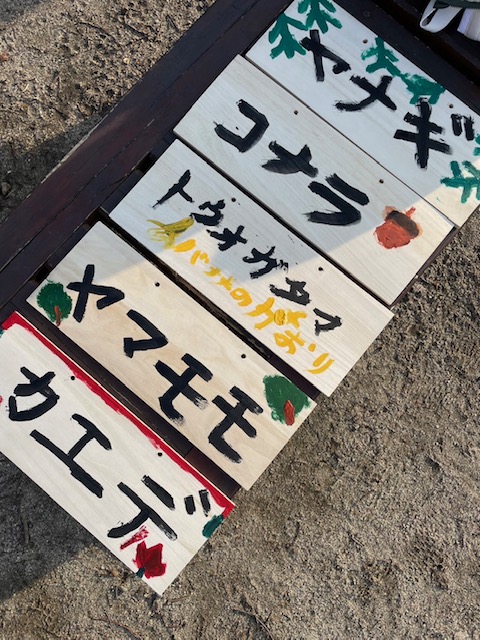 ヤナギ
コナラ
トウオガタマ
バナナのかおり
ヤマモモ
カエデ